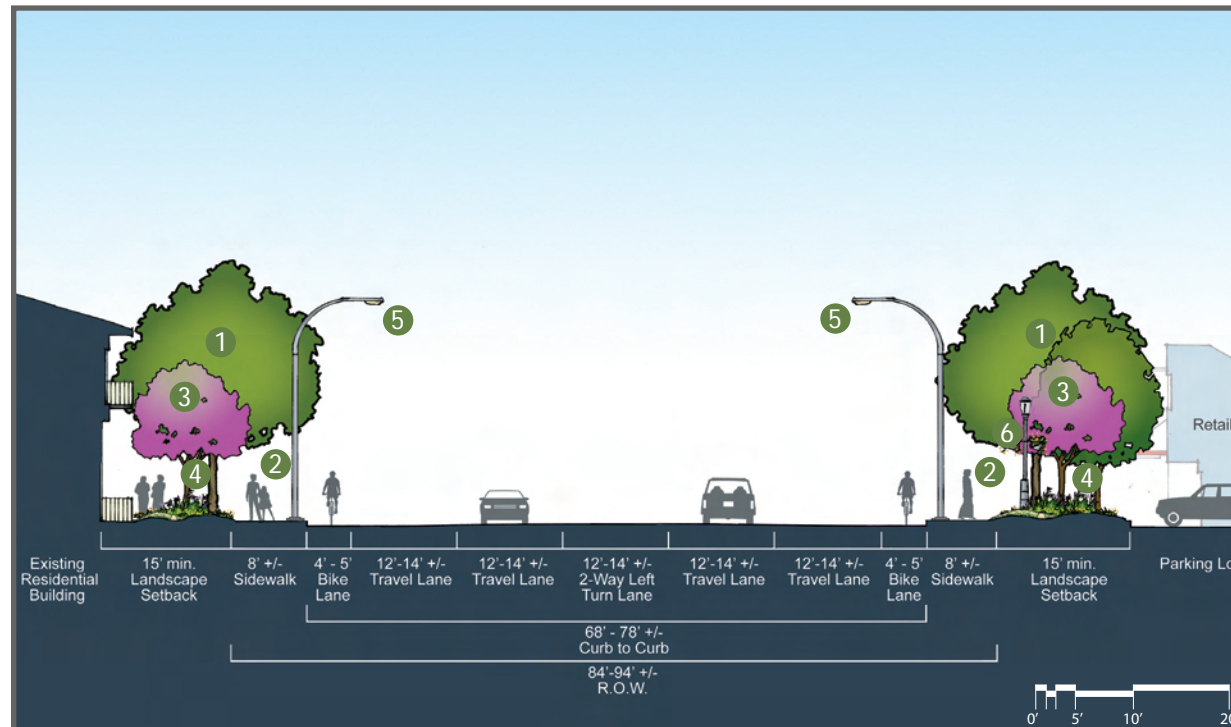 1
1
5
5
3
3
6
2
2
4
4
Retail
Existing
Residential
Building
15' min.
Landscape
Setback
8' +/-
Sidewalk
4' - 5'
Bike
Lane
12'-14' +/-
Travel Lane
12'-14' +/-
Travel Lane
12'-14' +/-
2-Way Left
Turn Lane
12'-14' +/-
Travel Lane
12'-14' +/-
Travel Lane
4' - 5'
Bike
Lane
8' +/-
Sidewalk
15' min.
Landscape
Setback
Parking
68' - 78' +/-
Curb to Curb
84'-94' +/-
R.O.W.
0' 5' 10'